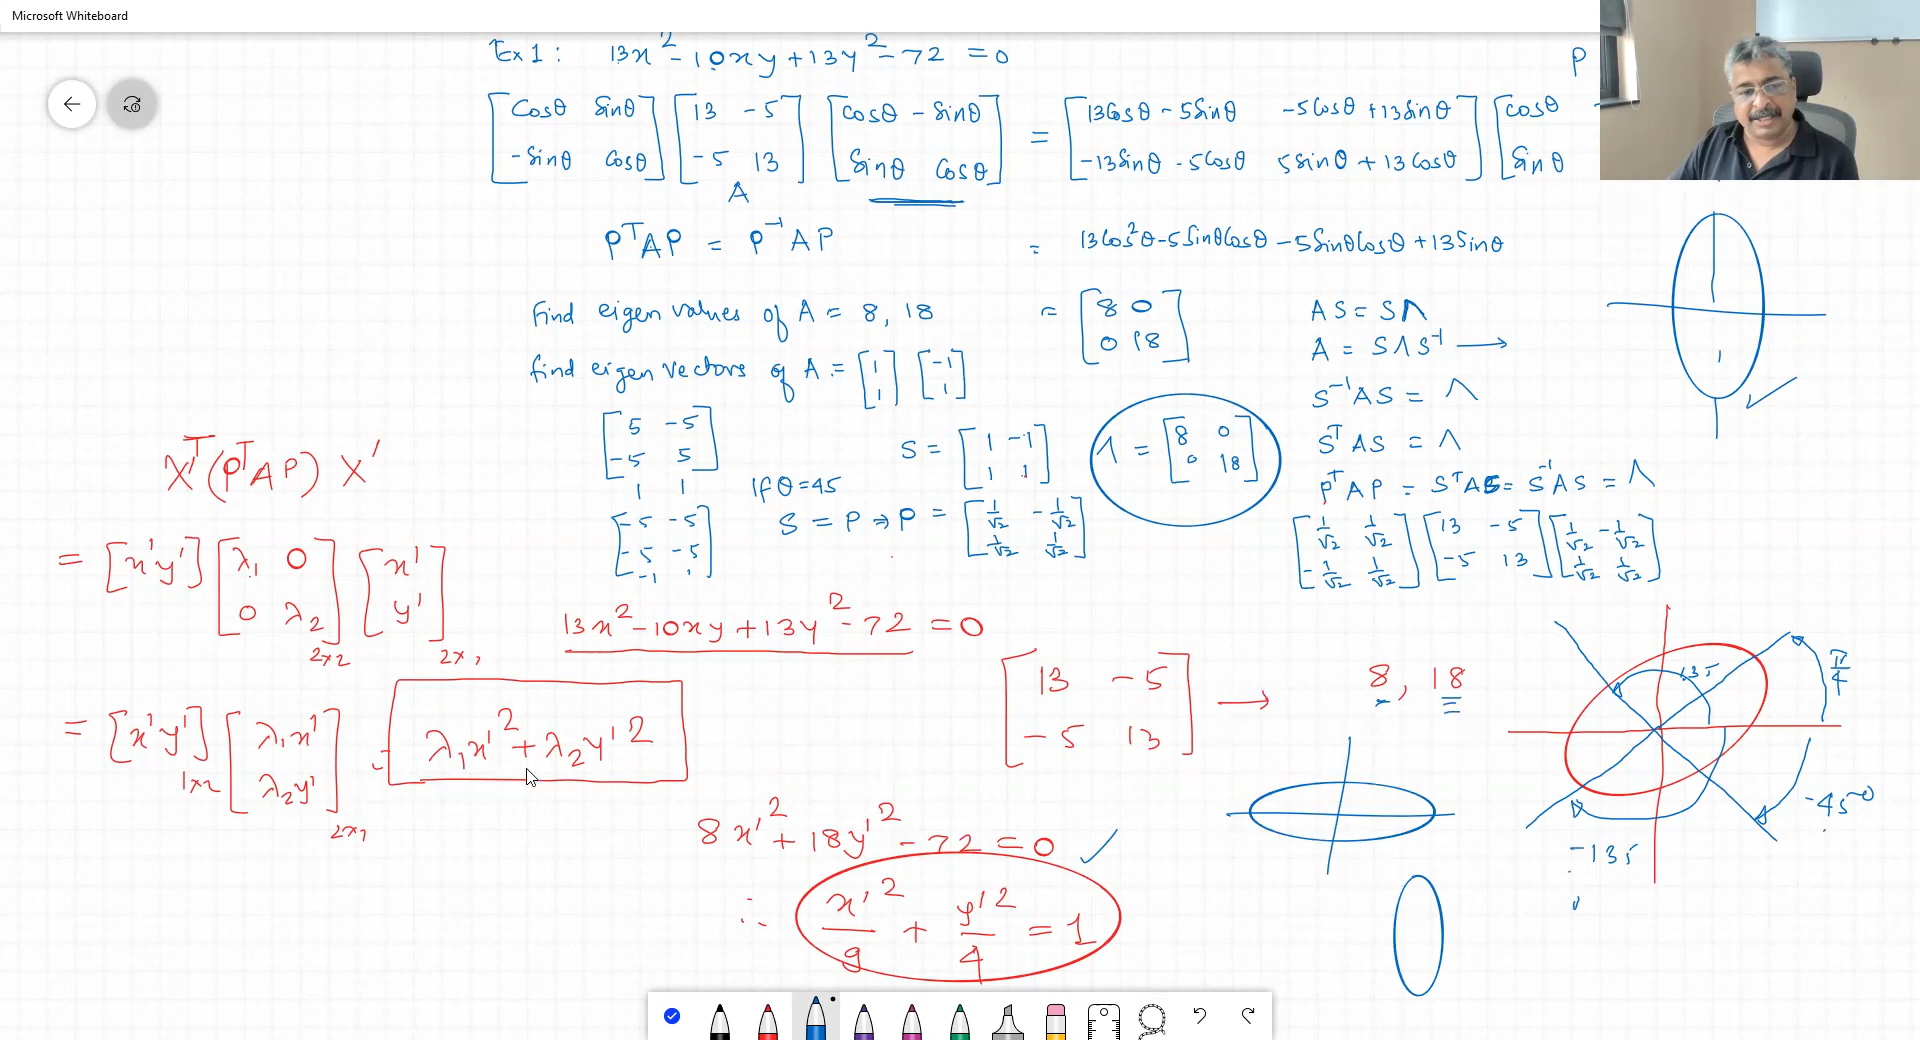 Microsoft Whiteboard
Ex 1 : 13x² - 10xy + 13y² - 72 = 0
P
[cosθ sinθ; -sinθ cosθ] [13 -5; -5 13] [cosθ -sinθ; sinθ cosθ] = [13cosθ - 5sinθ -5cosθ + 13sinθ; -13sinθ - 5cosθ 5sinθ + 13cosθ] [cosθ; sinθ
A
PᵀAP = P⁻¹AP = 13cos²θ - 5sinθcosθ - 5sinθcosθ + 13sinθ
Find eigen values of A = 8, 18 = [8 0; 0 18]
find eigen vectors of A = [1; 1] [-1; 1]
AS = SΛ
A = SΛS⁻¹ →
S⁻¹AS = Λ
SᵀAS = Λ
PᵀAP = SᵀAS = S⁻¹AS = Λ
[1/√2 1/√2; -1/√2 1/√2] [13 -5; -5 13] [1/√2 -1/√2; 1/√2 1/√2]
[5 -5; -5 5]
1 1
[-5 -5; -5 -5]
-1 1
S = [1 -1; 1 1]
Λ = [8 0; 0 18]
If θ = 45
S = P ⇒ P = [1/√2 -1/√2; 1/√2 1/√2]
X'ᵀ(PᵀAP) X'
= [x' y'] [λ₁ 0; 0 λ₂] [x'; y']
2x2 2x1
= [x' y'] [λ₁x'; λ₂y'] = λ₁x'² + λ₂y'²
1x2 2x1
13x² - 10xy + 13y² - 72 = 0
[13 -5; -5 13] → 8, 18
8x'² + 18y'² - 72 = 0
∴ x'²/9 + y'²/4 = 1
135
π/4
-45
-135